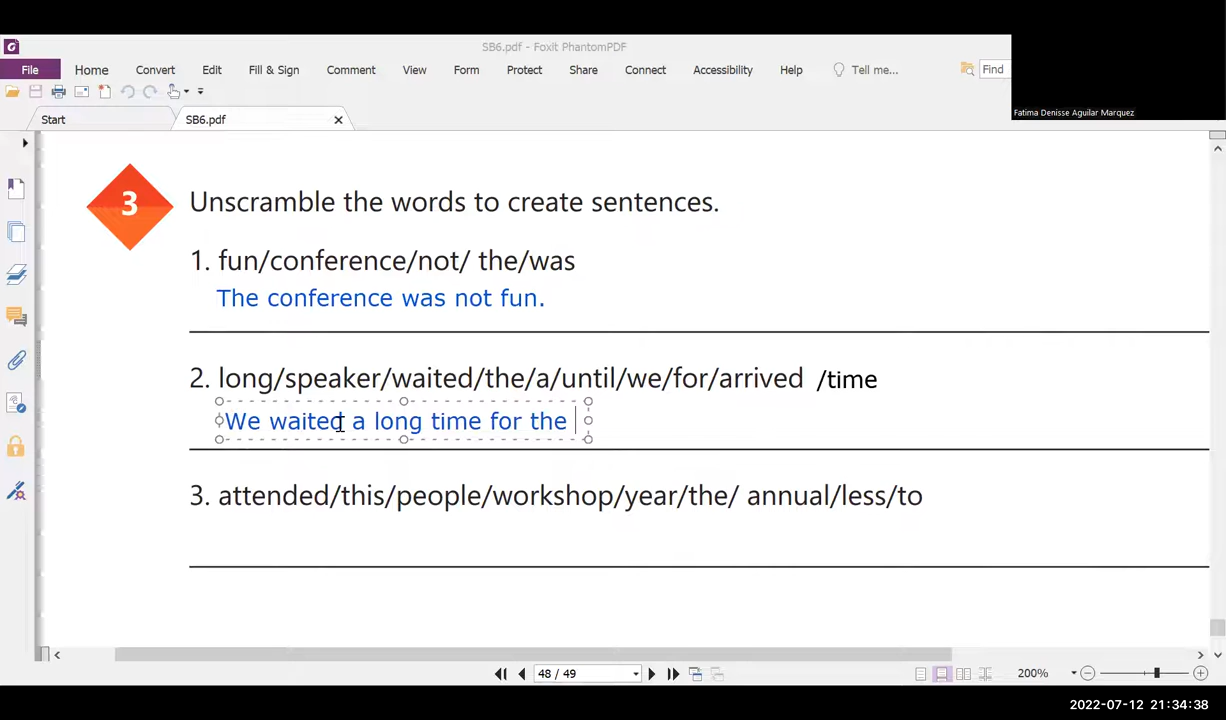 SB6.pdf - Foxit PhantomPDF
File Home Convert Edit Fill & Sign Comment View Form Protect Share Connect Accessibility Help Tell me... Find
Fatima Denisse Aguilar Marquez
Start SB6.pdf
3 Unscramble the words to create sentences.
1. fun/conference/not/ the/was
The conference was not fun.
2. long/speaker/waited/the/a/until/we/for/arrived /time
We waited a long time for the
3. attended/this/people/workshop/year/the/ annual/less/to
48 / 49 200%
2022-07-12 21:34:38